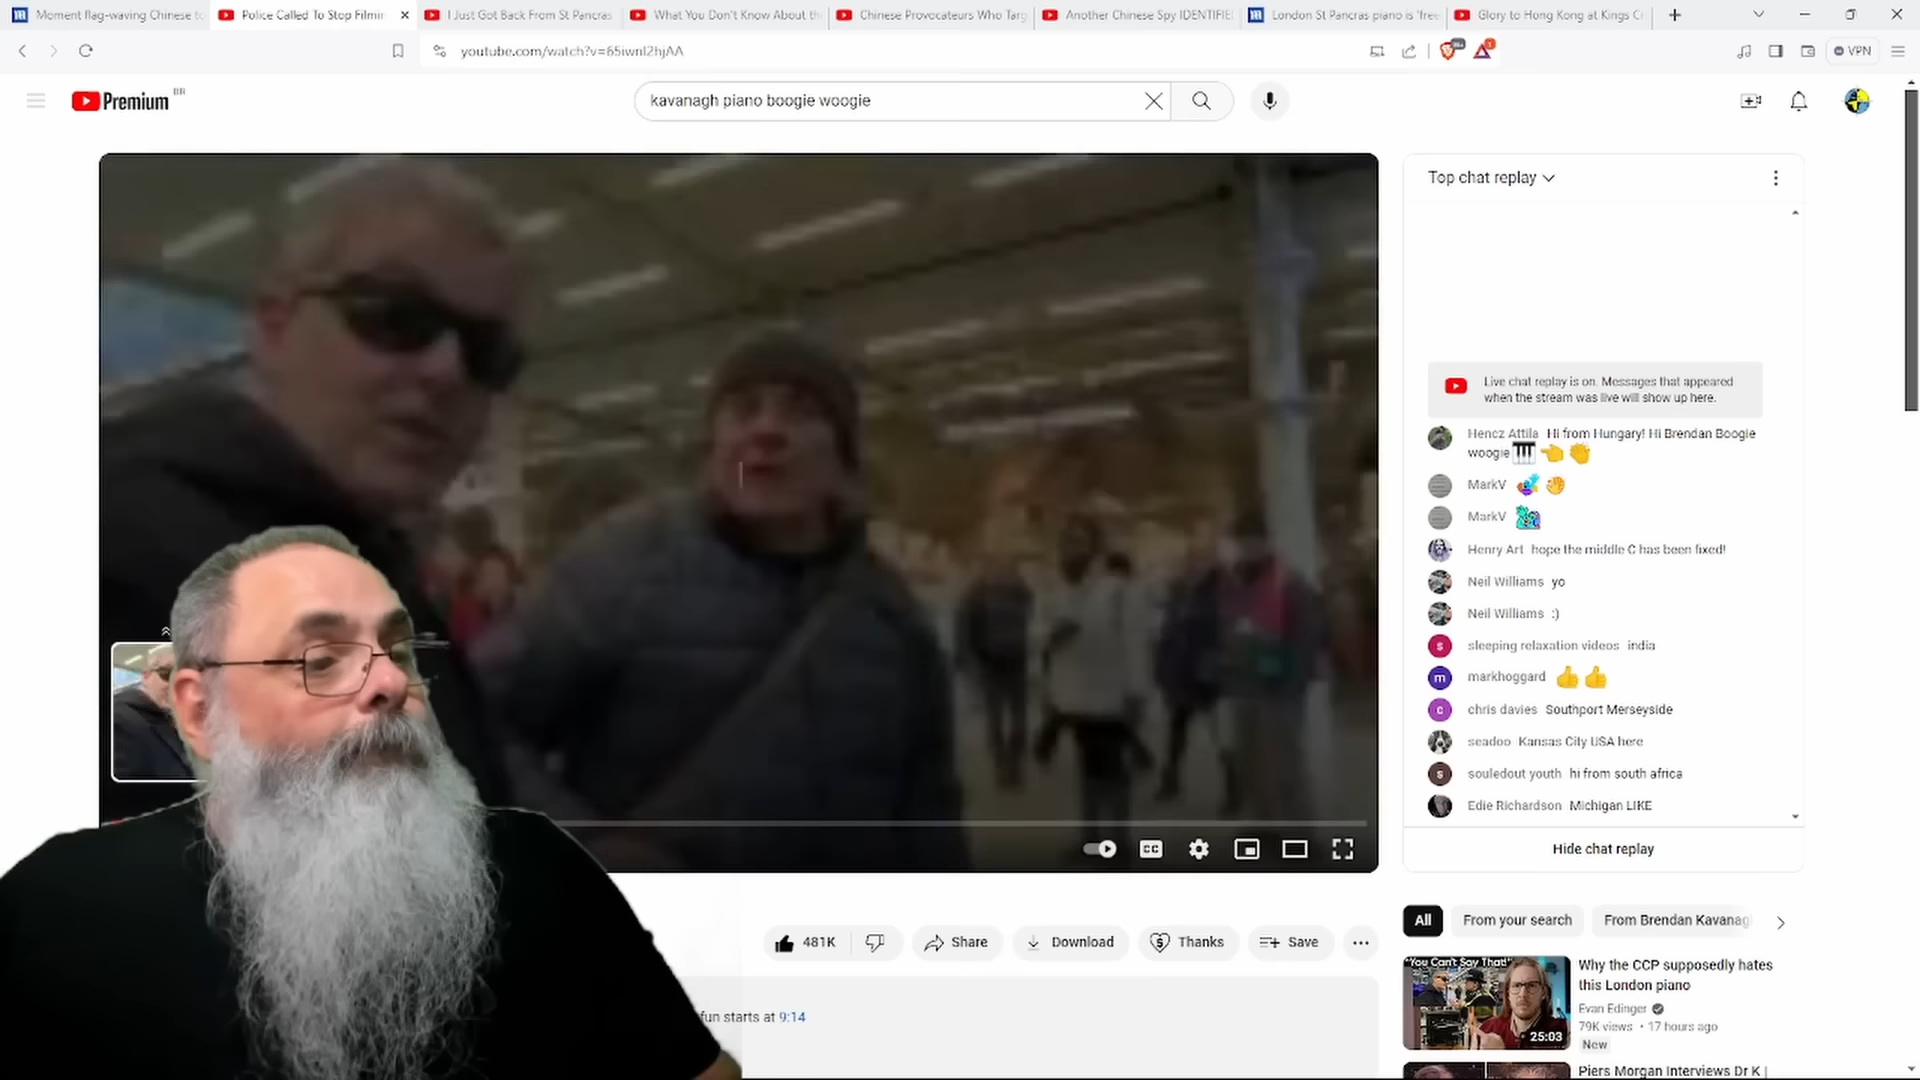 Moment flag-waving Chinese to
Police Called To Stop Filmin
I Just Got Back From St Pancras
What You Don't Know About th
Chinese Provocateurs Who Targ
Another Chinese Spy IDENTIFIE
London St Pancras piano is 'free
Glory to Hong Kong at Kings C
youtube.com/watch?v=65iwnI2hjAA
VPN
Premium BR
kavanagh piano boogie woogie
Top chat replay
Live chat replay is on. Messages that appeared
when the stream was live will show up here.
Hencz Attila Hi from Hungary! Hi Brendan Boogie
woogie
MarkV
MarkV
Henry Art hope the middle C has been fixed!
Neil Williams yo
Neil Williams :)
sleeping relaxation videos india
markhoggard
chris davies Southport Merseyside
seadoo Kansas City USA here
souledout youth hi from south africa
Edie Richardson Michigan LIKE
Hide chat replay
CC
481K
Share
Download
Thanks
Save
fun starts at 9:14
All
From your search
From Brendan Kavanag
"You Can't Say That!"
25:03
Why the CCP supposedly hates
this London piano
Evan Edinger
79K views • 17 hours ago
New
Piers Morgan Interviews Dr K |